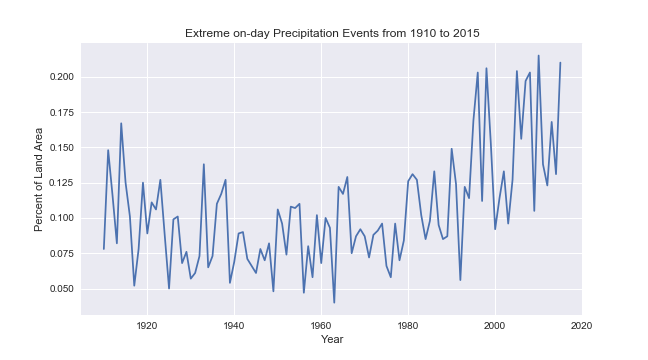 Extreme on-day Precipitation Events from 1910 to 2015
Percent of Land Area
0.200
0.175
0.150
0.125
0.100
0.075
0.050
1920 1940 1960 1980 2000 2020
Year